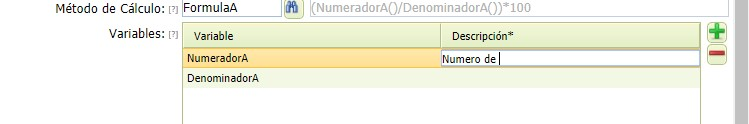 Método de Cálculo: [?] FormulaA (NumeradorA()/DenominadorA())*100
Variables: [?]
Variable Descripción*
NumeradorA Numero de
DenominadorA